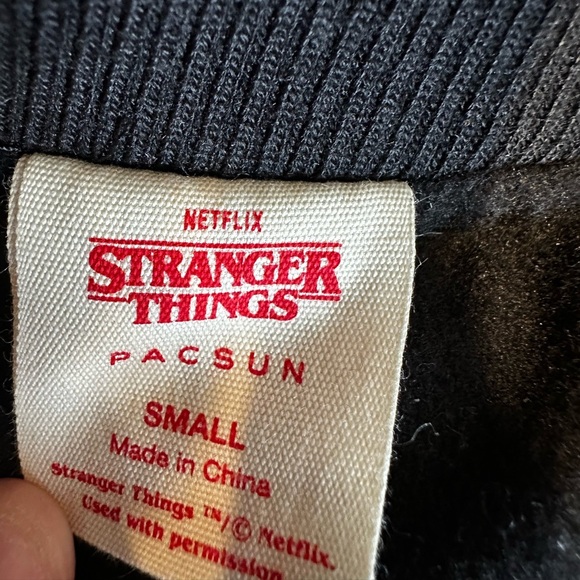 NETFLIX
STRANGER
THINGS
PACSUN
SMALL
Made in China
Stranger Things ™/© Netflix.
Used with permission